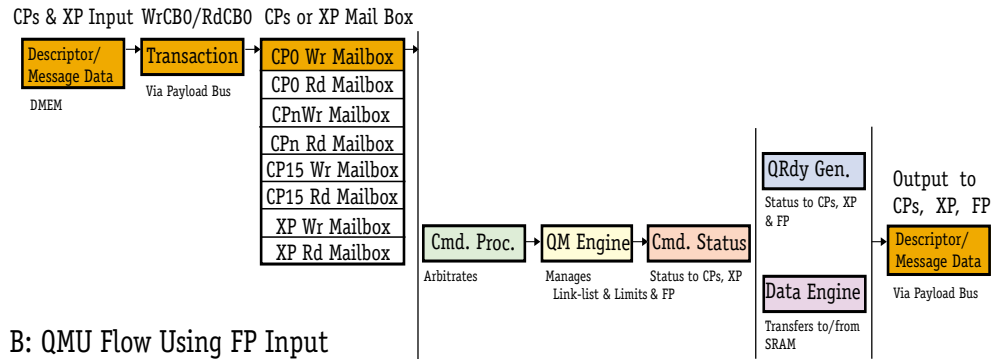 CPs & XP Input WrCB0/RdCB0 CPs or XP Mail Box
Descriptor/
Message Data
DMEM
Transaction
Via Payload Bus
CP0 Wr Mailbox
CP0 Rd Mailbox
CPnWr Mailbox
CPn Rd Mailbox
CP15 Wr Mailbox
CP15 Rd Mailbox
XP Wr Mailbox
XP Rd Mailbox
Cmd. Proc.
Arbitrates
QM Engine
Manages
Link-list & Limits
Cmd. Status
Status to CPs, XP
& FP
QRdy Gen.
Status to CPs, XP
& FP
Data Engine
Transfers to/from
SRAM
Output to
CPs, XP, FP
Descriptor/
Message Data
Via Payload Bus
B: QMU Flow Using FP Input